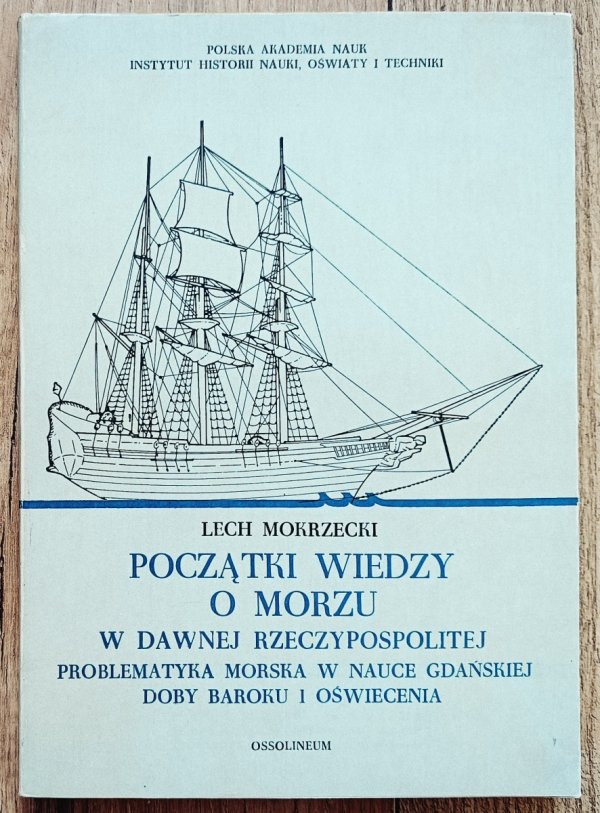 POLSKA AKADEMIA NAUK
INSTYTUT HISTORII NAUKI, OŚWIATY I TECHNIKI
LECH MOKRZECKI
POCZĄTKI WIEDZY
O MORZU
W DAWNEJ RZECZYPOSPOLITEJ
PROBLEMATYKA MORSKA W NAUCE GDAŃSKIEJ
DOBY BAROKU I OŚWIECENIA
OSSOLINEUM